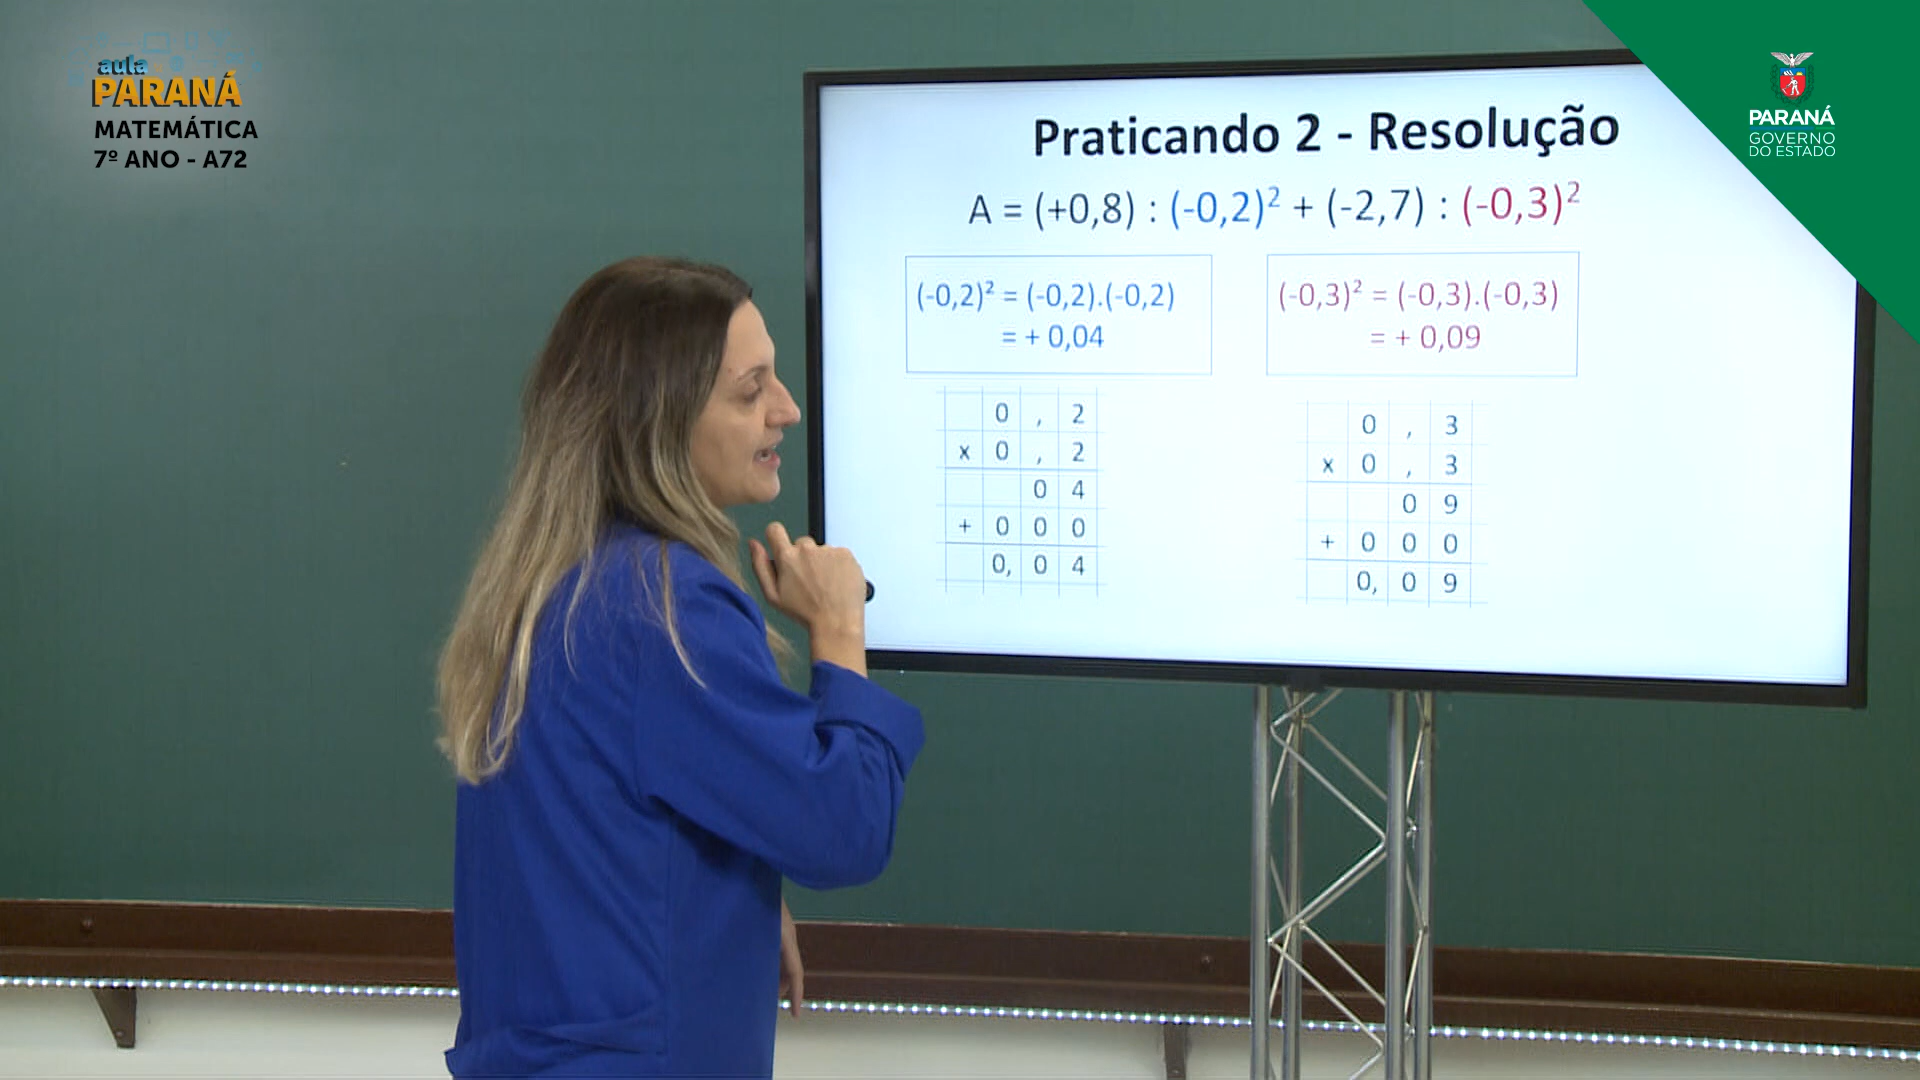 aula
PARANÁ
MATEMÁTICA
7º ANO - A72
PARANÁ
GOVERNO
DO ESTADO
Praticando 2 - Resolução
A = (+0,8) : (-0,2)² + (-2,7) : (-0,3)²
(-0,2)² = (-0,2).(-0,2)
= + 0,04
(-0,3)² = (-0,3).(-0,3)
= + 0,09
0 , 2
x 0 , 2
0 4
+ 0 0 0
0, 0 4
0 , 3
x 0 , 3
0 9
+ 0 0 0
0, 0 9